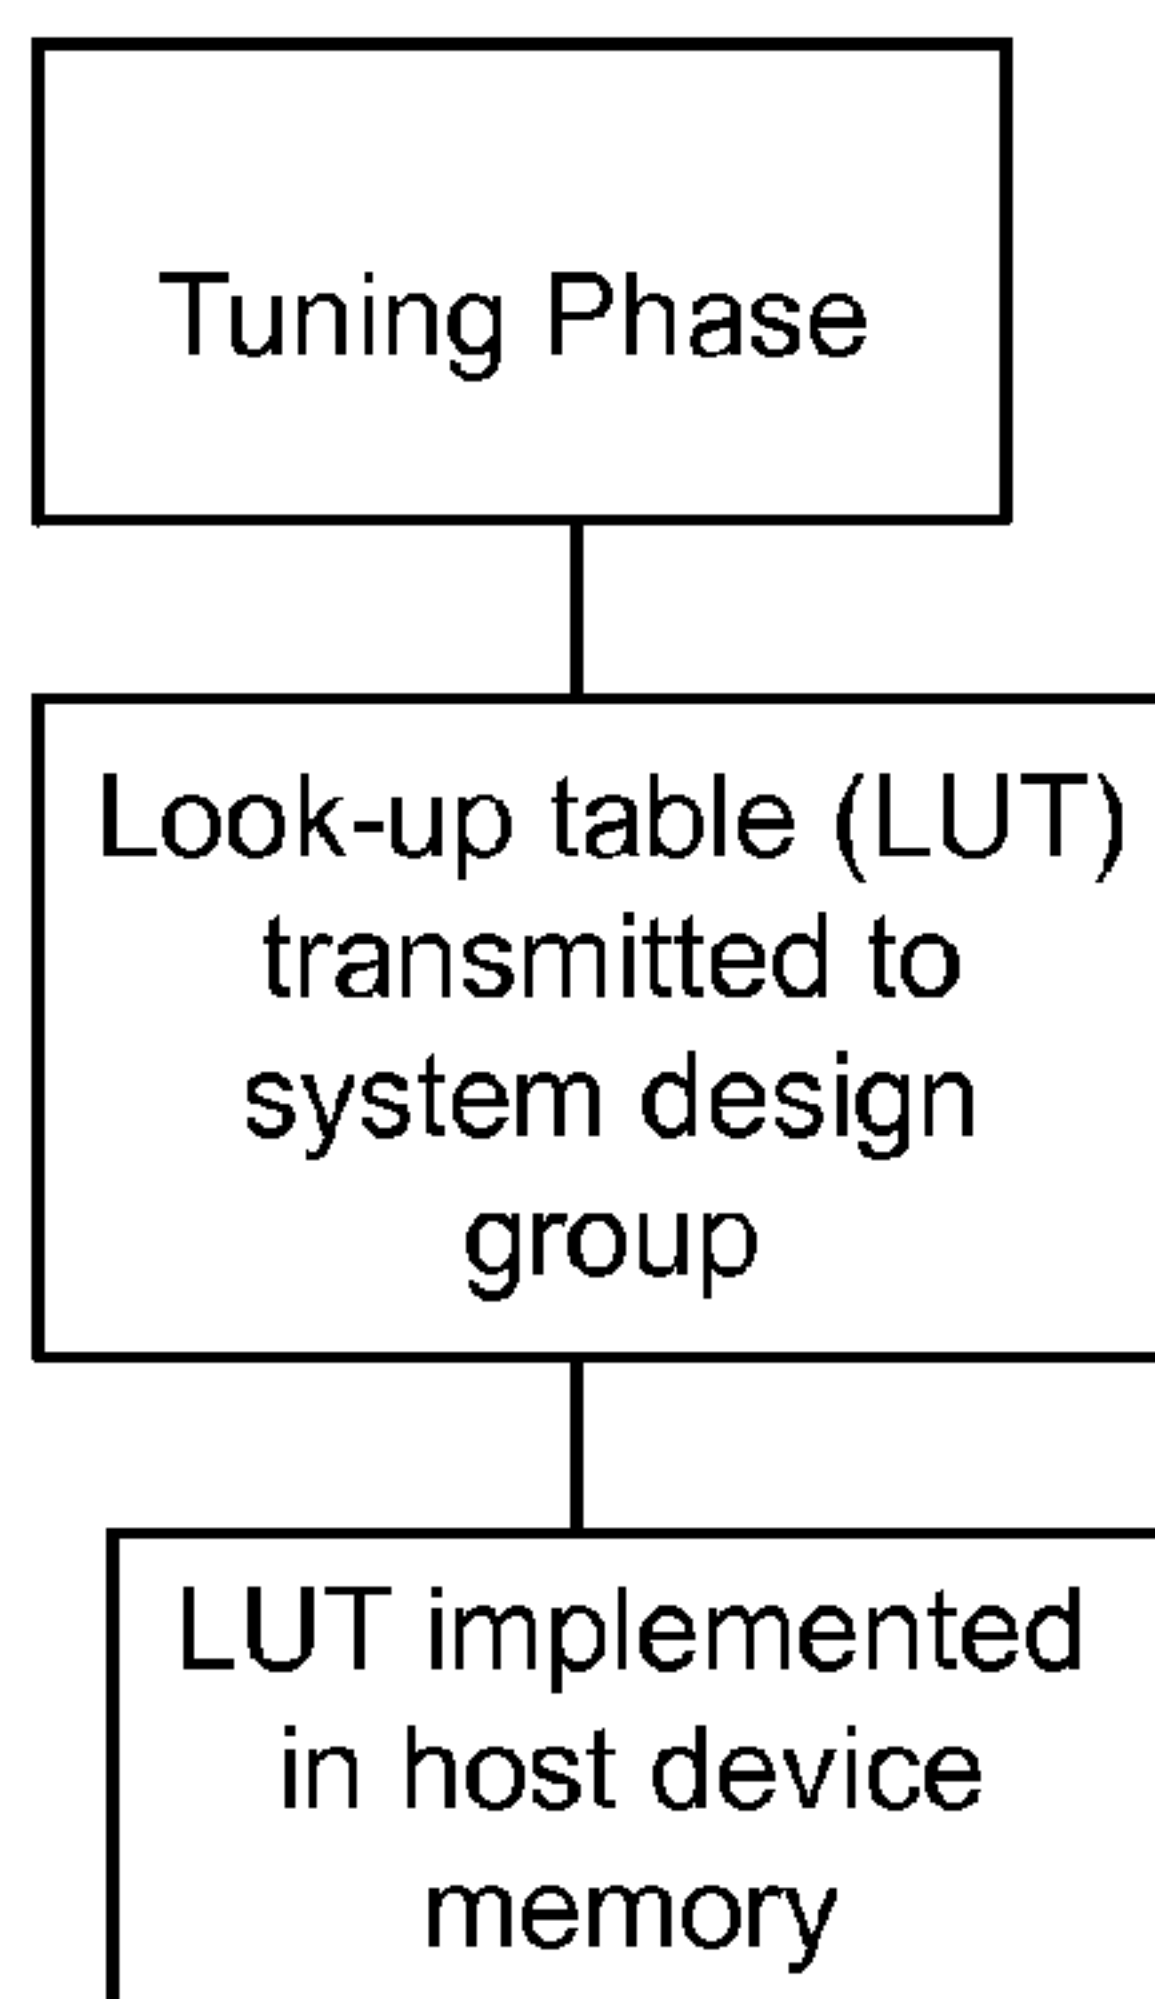 Tuning Phase
Look-up table (LUT)
transmitted to
system design
group
LUT implemented
in host device
memory